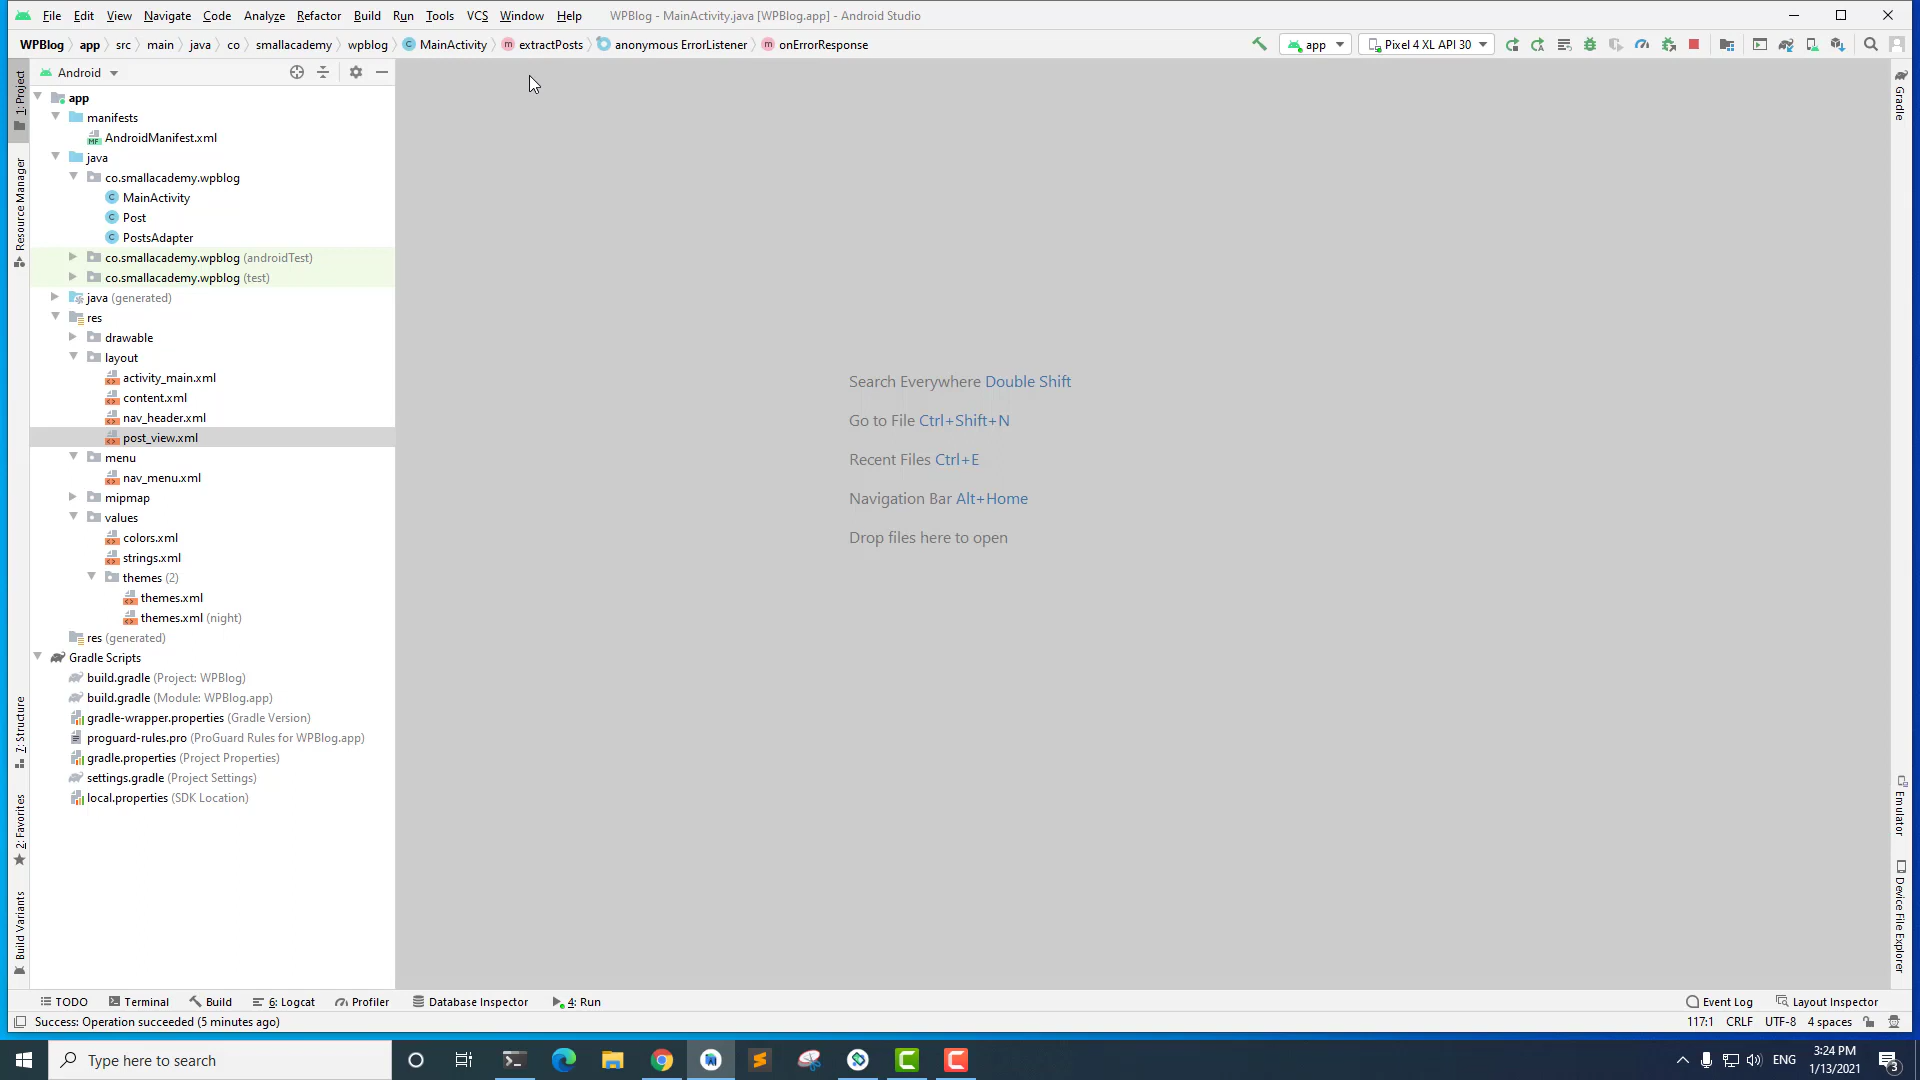 File Edit View Navigate Code Analyze Refactor Build Run Tools VCS Window Help WPBlog - MainActivity.java [WPBlog.app] - Android Studio
WPBlog app src main java co smallacademy wpblog MainActivity extractPosts anonymous ErrorListener onErrorResponse app Pixel 4 XL API 30
Android
1: Project
Resource Manager
7: Structure
2: Favorites
Build Variants
app
manifests
AndroidManifest.xml
java
co.smallacademy.wpblog
MainActivity
Post
PostsAdapter
co.smallacademy.wpblog (androidTest)
co.smallacademy.wpblog (test)
java (generated)
res
drawable
layout
activity_main.xml
content.xml
nav_header.xml
post_view.xml
menu
nav_menu.xml
mipmap
values
colors.xml
strings.xml
themes (2)
themes.xml
themes.xml (night)
res (generated)
Gradle Scripts
build.gradle (Project: WPBlog)
build.gradle (Module: WPBlog.app)
gradle-wrapper.properties (Gradle Version)
proguard-rules.pro (ProGuard Rules for WPBlog.app)
gradle.properties (Project Properties)
settings.gradle (Project Settings)
local.properties (SDK Location)
Search Everywhere Double Shift
Go to File Ctrl+Shift+N
Recent Files Ctrl+E
Navigation Bar Alt+Home
Drop files here to open
Gradle
Emulator
Device File Explorer
TODO Terminal Build 6: Logcat Profiler Database Inspector 4: Run Event Log Layout Inspector
Success: Operation succeeded (5 minutes ago) 117:1 CRLF UTF-8 4 spaces
Type here to search ENG 3:24 PM
1/13/2021 3